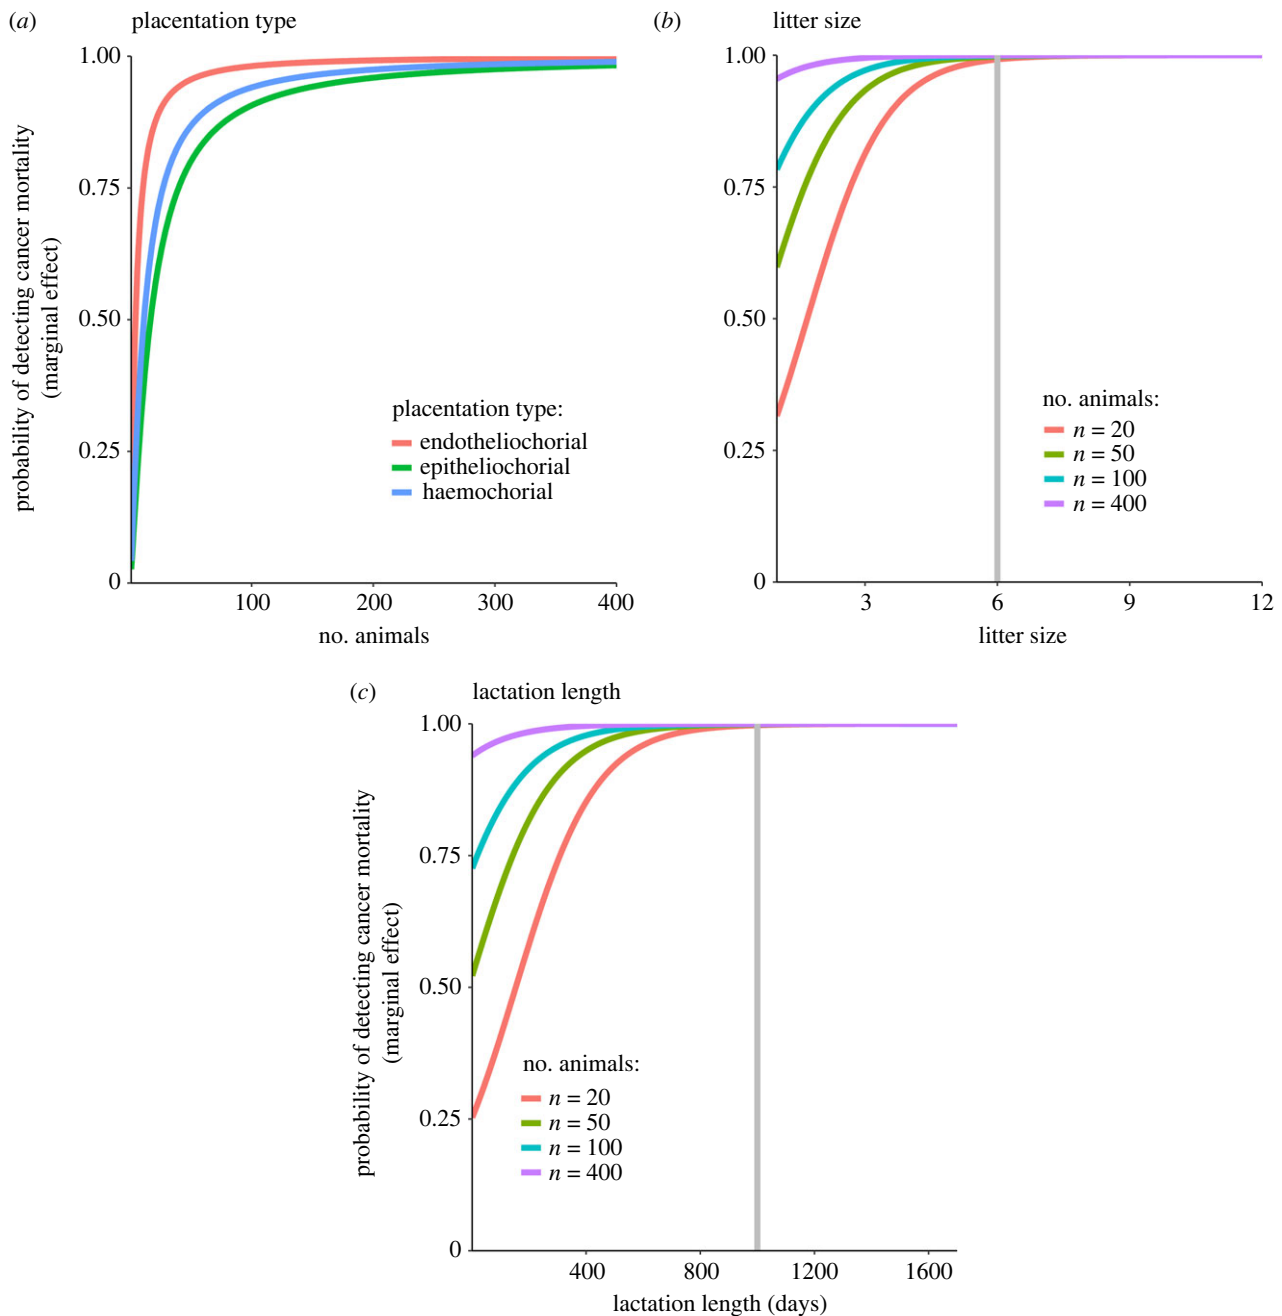 (a) placentation type
1.00
0.75
0.50
0.25
0
probability of detecting cancer mortality
(marginal effect)
placentation type:
endotheliochorial
epitheliochorial
haemochorial
100 200 300 400
no. animals
(b) litter size
1.00
0.75
0.50
0.25
0
no. animals:
n = 20
n = 50
n = 100
n = 400
3 6 9 12
litter size
(c) lactation length
1.00
0.75
0.50
0.25
0
probability of detecting cancer mortality
(marginal effect)
no. animals:
n = 20
n = 50
n = 100
n = 400
400 800 1200 1600
lactation length (days)